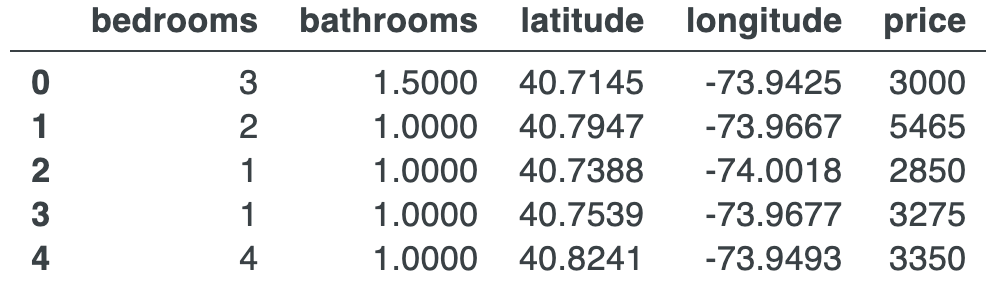 bedrooms bathrooms latitude longitude price
0 3 1.5000 40.7145 -73.9425 3000
1 2 1.0000 40.7947 -73.9667 5465
2 1 1.0000 40.7388 -74.0018 2850
3 1 1.0000 40.7539 -73.9677 3275
4 4 1.0000 40.8241 -73.9493 3350